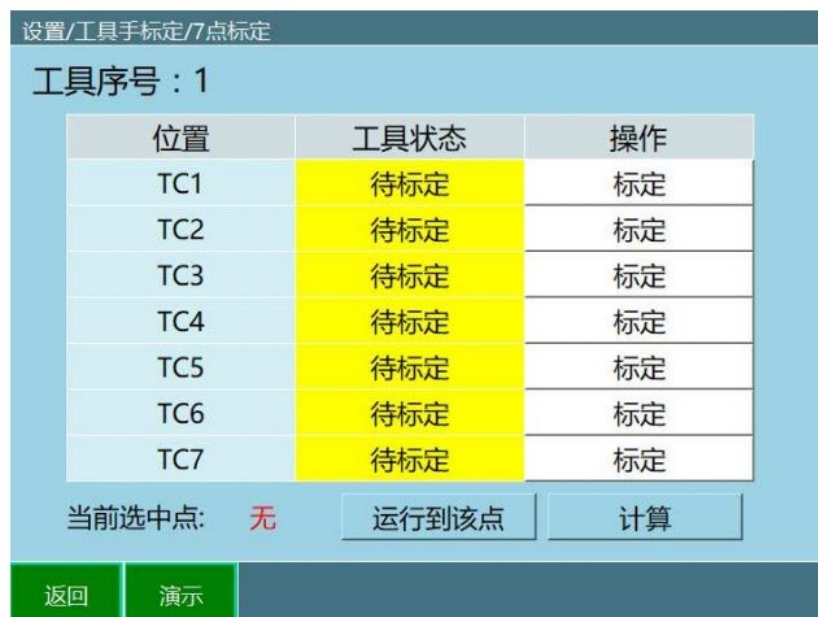 设置/工具手标定/7点标定
工具序号：1
位置 工具状态 操作
TC1 待标定 标定
TC2 待标定 标定
TC3 待标定 标定
TC4 待标定 标定
TC5 待标定 标定
TC6 待标定 标定
TC7 待标定 标定
当前选中点: 无 运行到该点 计算
返回 演示